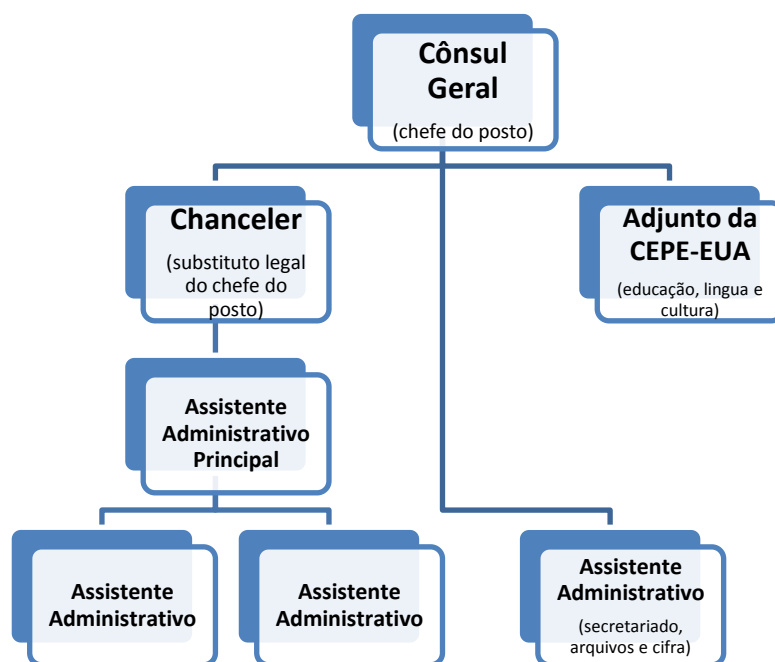 Cônsul
Geral
(chefe do posto)
Chanceler
(substituto legal
do chefe do
posto)
Adjunto da
CEPE-EUA
(educação, lingua e
cultura)
Assistente
Administrativo
Principal
Assistente
Administrativo
Assistente
Administrativo
Assistente
Administrativo
(secretariado,
arquivos e cifra)